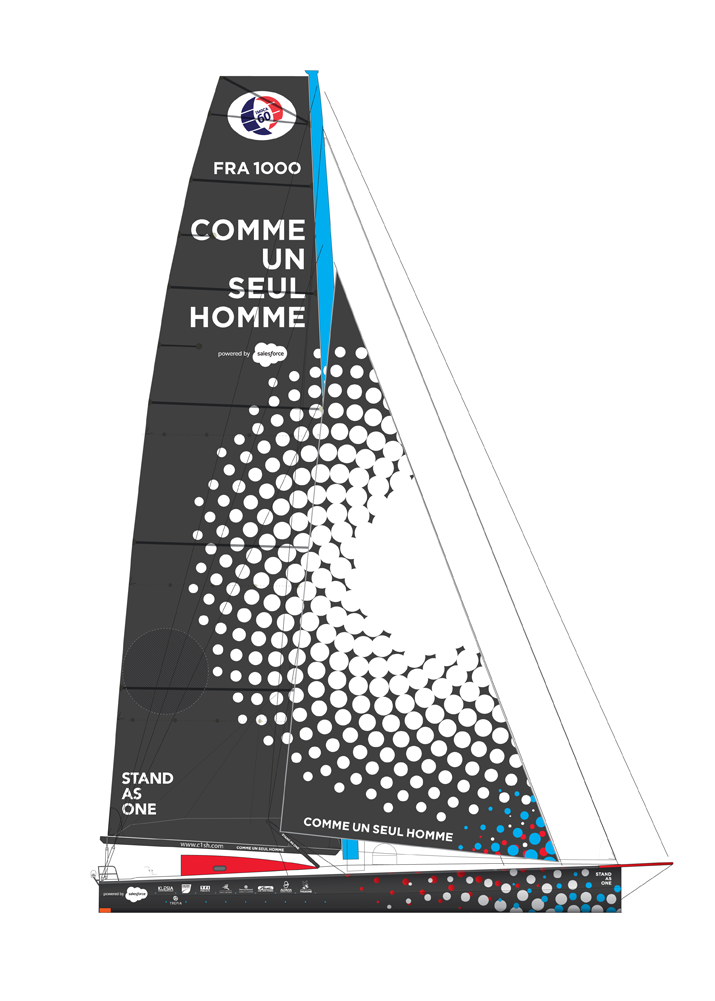 IMOCA
60
FRA 1000
COMME
UN
SEUL
HOMME
powered by salesforce
STAND
AS
ONE
COMME UN SEUL HOMME
www.c1sh.com COMME UN SEUL HOMME
powered by salesforce
KLESIA
STAND
AS
ONE